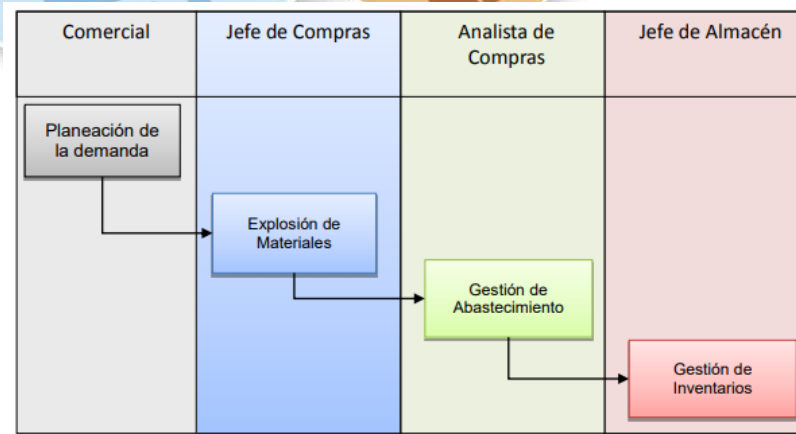 Comercial
Jefe de Compras
Analista de
Compras
Jefe de Almacén
Planeación de
la demanda
Explosión de
Materiales
Gestión de
Abastecimiento
Gestión de
Inventarios